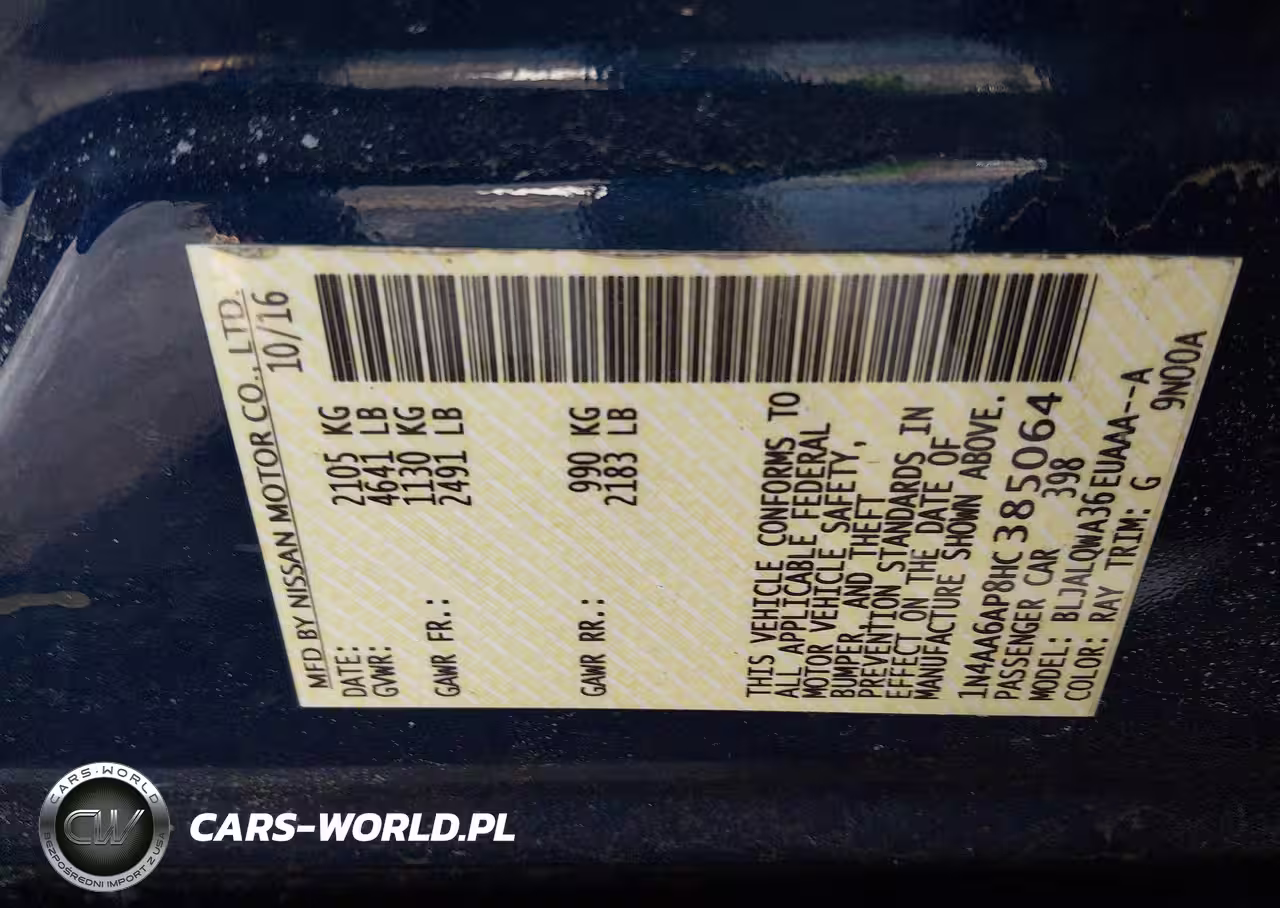 MFD BY NISSAN MOTOR CO., LTD.
DATE: 10/16
GVWR: 2105 KG
4641 LB
GAWR FR.: 1130 KG
2491 LB
GAWR RR.: 990 KG
2183 LB
THIS VEHICLE CONFORMS TO
ALL APPLICABLE FEDERAL
MOTOR VEHICLE SAFETY,
BUMPER, AND THEFT
PREVENTION STANDARDS IN
EFFECT ON THE DATE OF
MANUFACTURE SHOWN ABOVE.
1N4AA6AP8HC385064
PASSENGER CAR 398
MODEL: BLJALQWA36EUAAA--A
COLOR: RAY TRIM: G 9N00A
CARS-WORLD
CW
BEZPOŚREDNI IMPORT Z USA
CARS-WORLD.PL